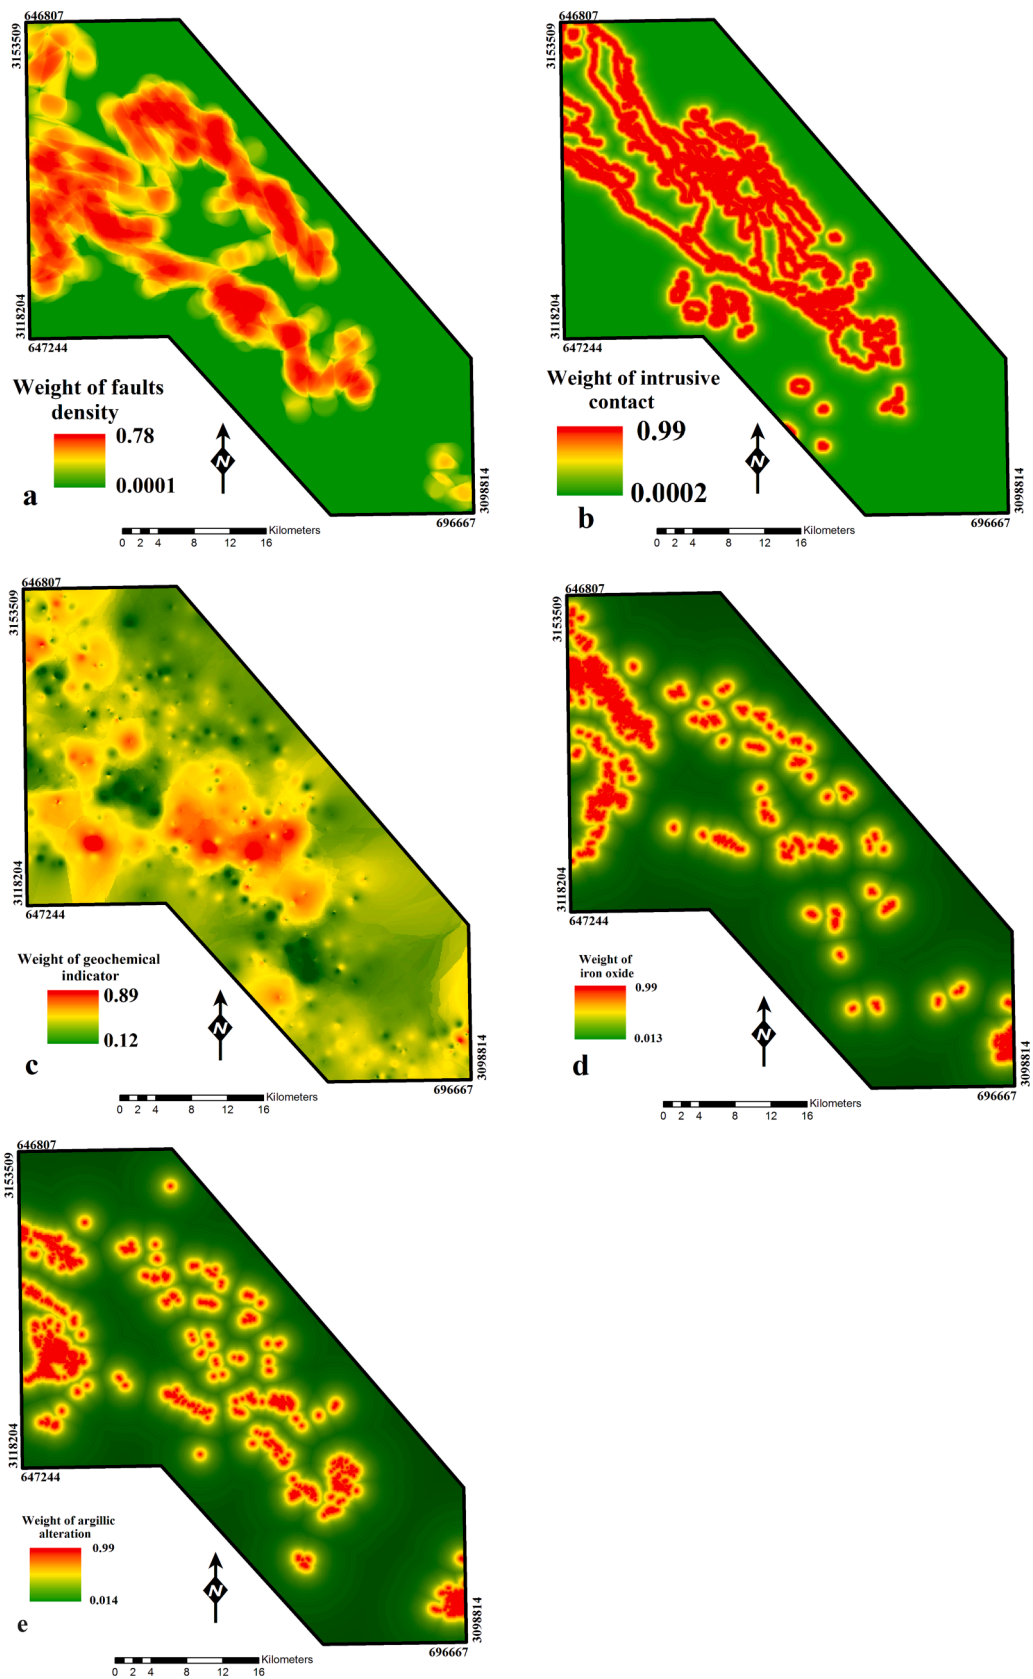 646807
3153509
3118204
647244
Weight of faults
density
0.78
0.0001
N
a
3098814
696667
Kilometers
0 2 4 8 12 16
646807
3153509
3118204
647244
Weight of intrusive
contact
0.99
0.0002
N
b
3098814
696667
Kilometers
0 2 4 8 12 16
646807
3153509
3118204
647244
Weight of geochemical
indicator
0.89
0.12
N
c
3098814
696667
Kilometers
0 2 4 8 12 16
646807
3153509
3118204
647244
Weight of
iron oxide
0.99
0.013
N
d
3098814
696667
Kilometers
0 2 4 8 12 16
646807
3153509
3118204
647244
Weight of argillic
alteration
0.99
0.014
N
e
3098814
696667
Kilometers
0 2 4 8 12 16